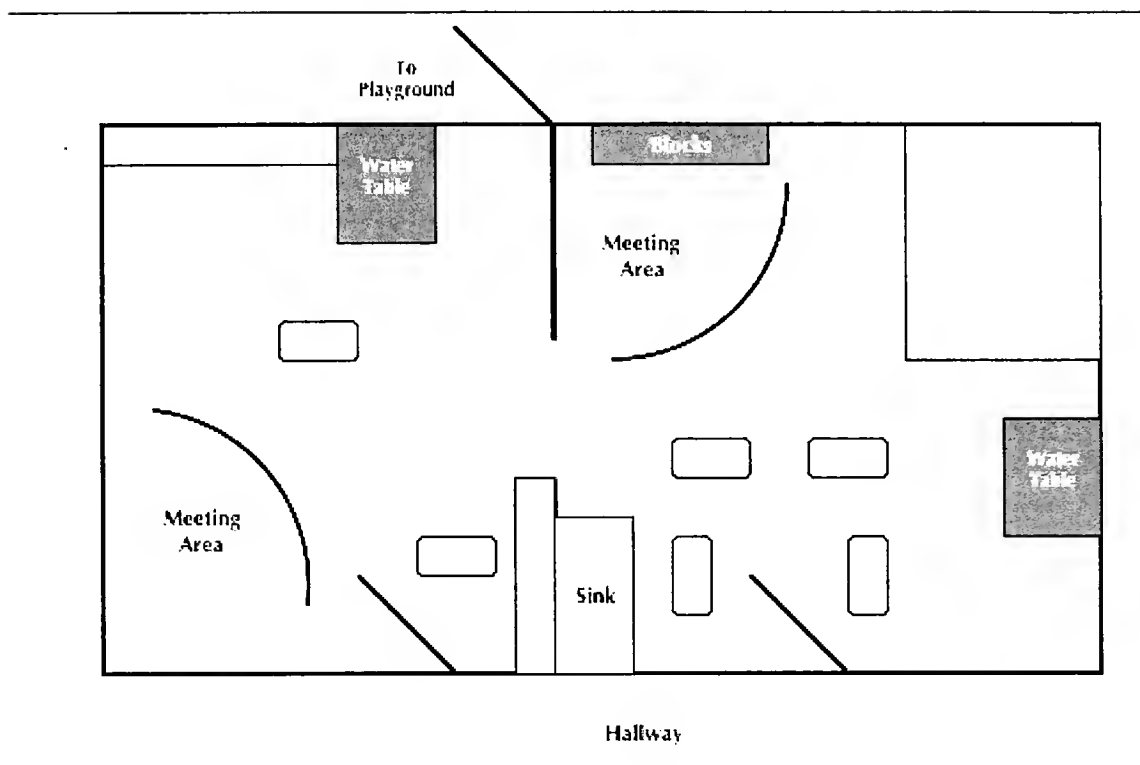 To
Playground
Water
Table
Blocks
Meeting
Area
Water
Table
Meeting
Area
Sink
Hallway